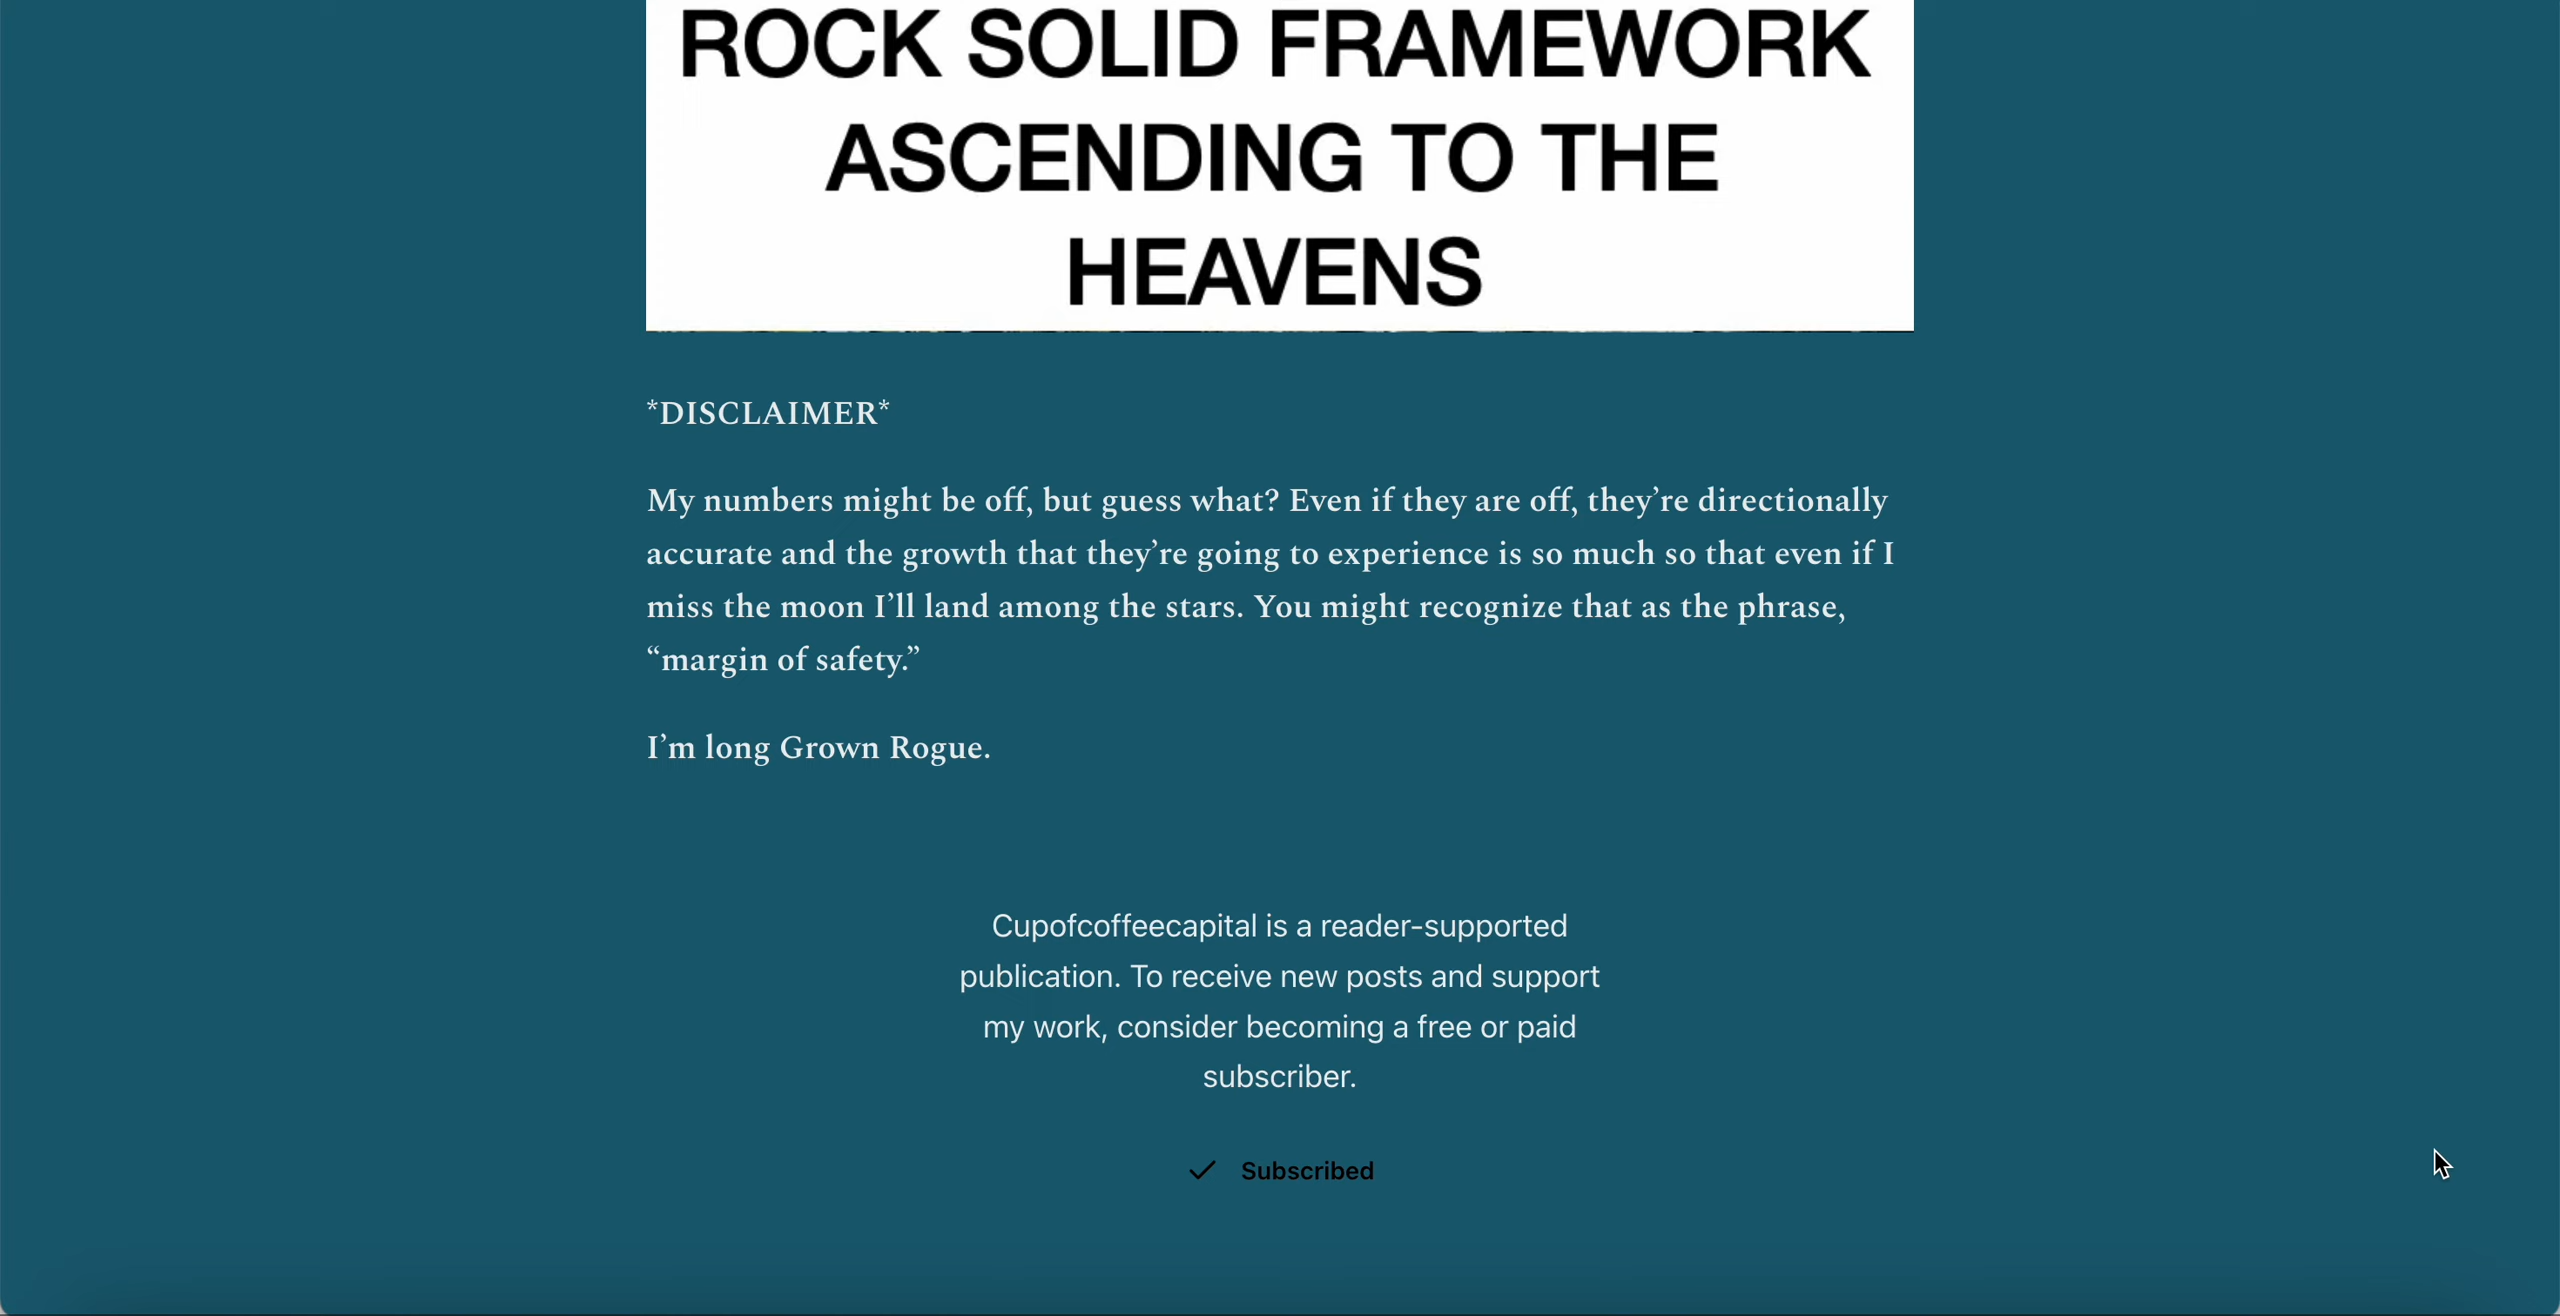 ROCK SOLID FRAMEWORK
ASCENDING TO THE
HEAVENS
*DISCLAIMER*
My numbers might be off, but guess what? Even if they are off, they’re directionally
accurate and the growth that they’re going to experience is so much so that even if I
miss the moon I’ll land among the stars. You might recognize that as the phrase,
“margin of safety.”
I’m long Grown Rogue.
Cupofcoffeecapital is a reader-supported
publication. To receive new posts and support
my work, consider becoming a free or paid
subscriber.
Subscribed